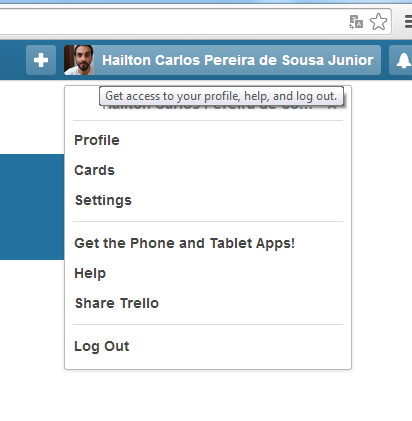 Hailton Carlos Pereira de Sousa Junior
Get access to your profile, help, and log out.
Hailton Carlos Pereira de So...
Profile
Cards
Settings
Get the Phone and Tablet Apps!
Help
Share Trello
Log Out